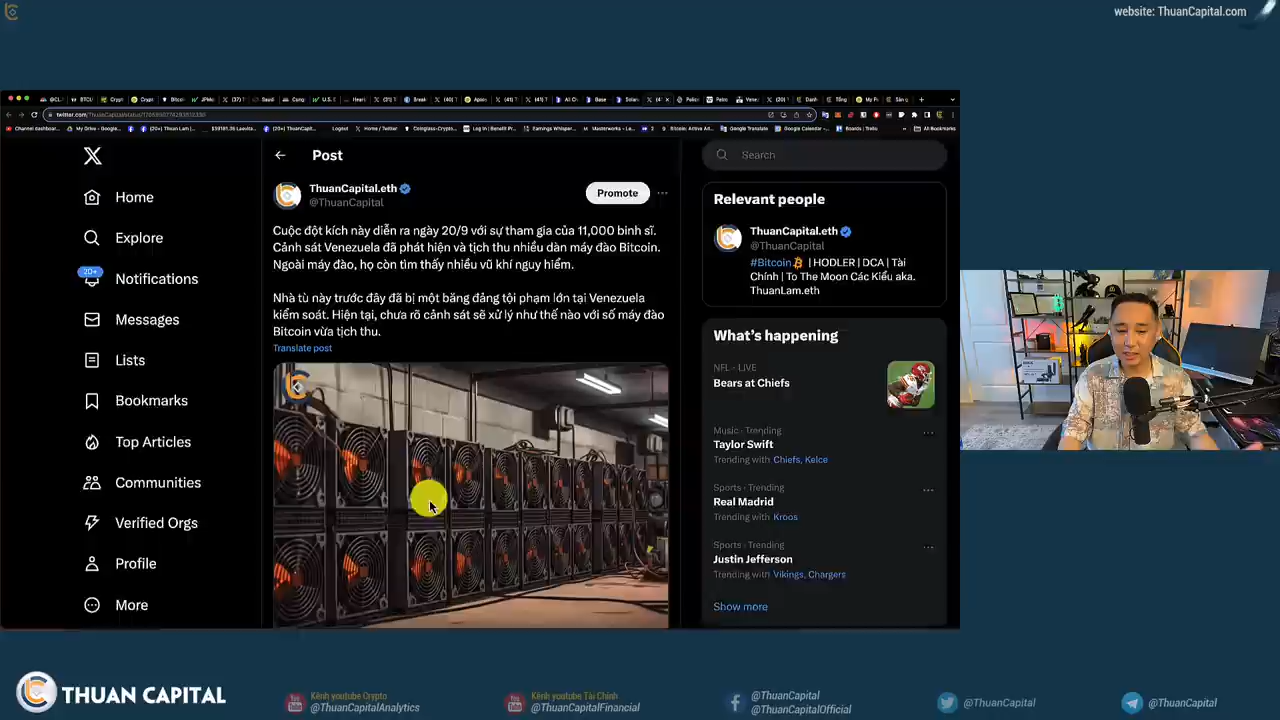 website: ThuanCapital.com
Post
ThuanCapital.eth
@ThuanCapital
Promote
Cuộc đột kích này diễn ra ngày 20/9 với sự tham gia của 11,000 binh sĩ.
Cảnh sát Venezuela đã phát hiện và tịch thu nhiều dàn máy đào Bitcoin.
Ngoài máy đào, họ còn tìm thấy nhiều vũ khí nguy hiểm.
Nhà tù này trước đây đã bị một băng đảng tội phạm lớn tại Venezuela
kiểm soát. Hiện tại, chưa rõ cảnh sát sẽ xử lý như thế nào với số máy đào
Bitcoin vừa tịch thu.
Translate post
Home
Explore
20+
Notifications
Messages
Lists
Bookmarks
Top Articles
Communities
Verified Orgs
Profile
More
Search
Relevant people
ThuanCapital.eth
@ThuanCapital
#Bitcoin | HODLER | DCA | Tài
Chính | To The Moon Các Kiểu aka.
ThuanLam.eth
What's happening
NFL · LIVE
Bears at Chiefs
Music · Trending
Taylor Swift
Trending with Chiefs, Kelce
Sports · Trending
Real Madrid
Trending with Kroos
Sports · Trending
Justin Jefferson
Trending with Vikings, Chargers
Show more
THUAN CAPITAL
Kênh youtube Crypto
@ThuanCapitalAnalytics
Kênh youtube Tài Chính
@ThuanCapitalFinancial
@ThuanCapital
@ThuanCapitalOfficial
@ThuanCapital
@ThuanCapital